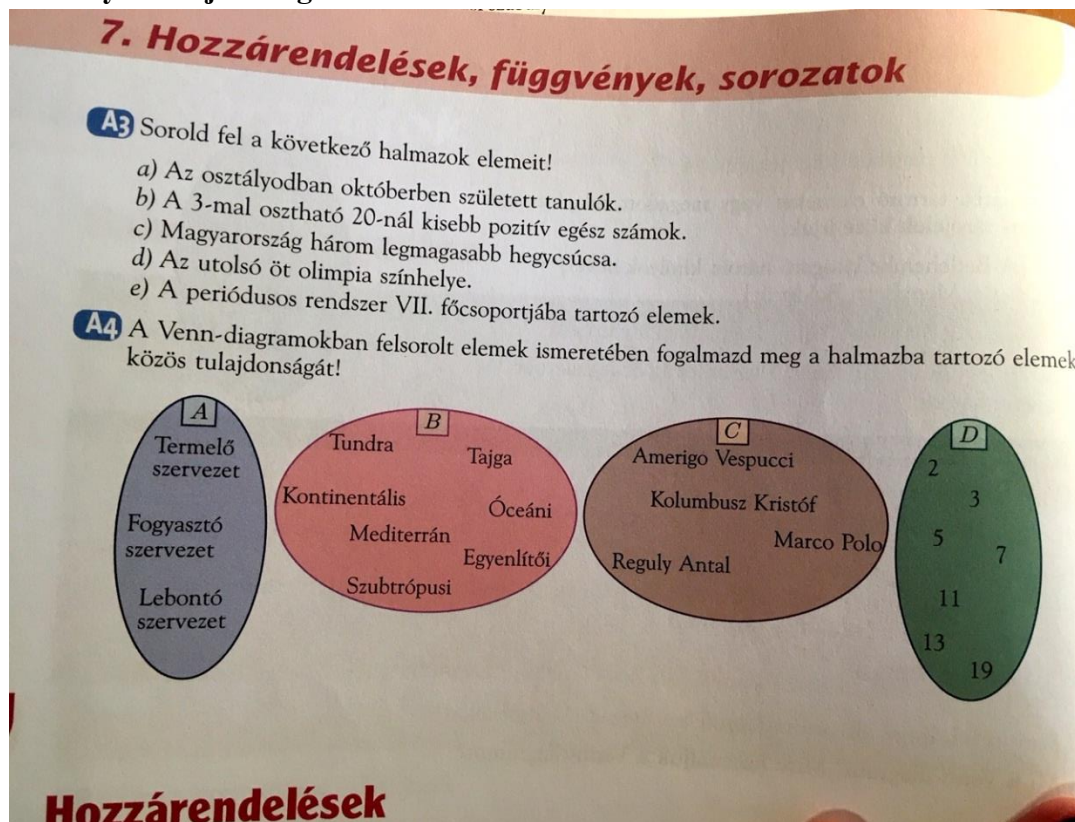 7. Hozzárendelések, függvények, sorozatok
A3 Sorold fel a következő halmazok elemeit!
a) Az osztályodban októberben született tanulók.
b) A 3-mal osztható 20-nál kisebb pozitív egész számok.
c) Magyarország három legmagasabb hegycsúcsa.
d) Az utolsó öt olimpia színhelye.
e) A periódusos rendszer VII. főcsoportjába tartozó elemek.
A4 A Venn-diagramokban felsorolt elemek ismeretében fogalmazd meg a halmazba tartozó elemek
közös tulajdonságát!
A
Termelő
szervezet
Fogyasztó
szervezet
Lebontó
szervezet
B
Tundra
Tajga
Kontinentális
Óceáni
Mediterrán
Egyenlítői
Szubtrópusi
C
Amerigo Vespucci
Kolumbusz Kristóf
Marco Polo
Reguly Antal
D
2
3
5
7
11
13
19
Hozzárendelések